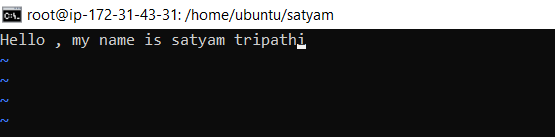 C:\. root@ip-172-31-43-31: /home/ubuntu/satyam
Hello , my name is satyam tripathi
~
~
~
~